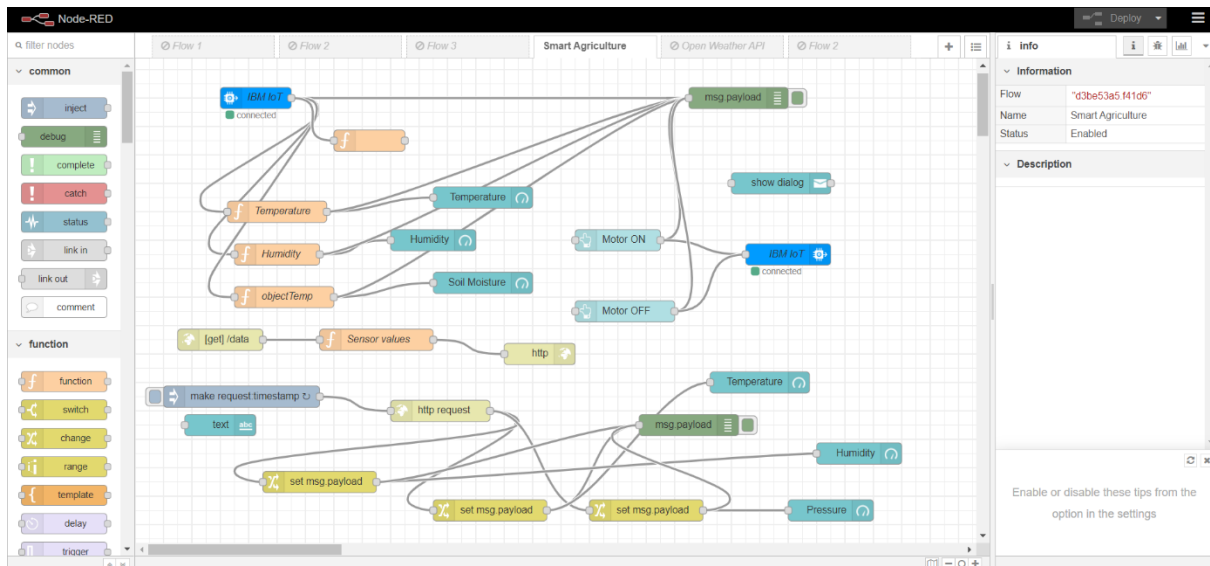 Node-RED
Deploy
filter nodes
Flow 1
Flow 2
Flow 3
Smart Agriculture
Open Weather API
Flow 2
info
common
inject
debug
complete
catch
status
link in
link out
comment
function
function
switch
change
range
template
delay
trigger
IBM IoT
connected
msg.payload
show dialog
Temperature
Temperature
Humidity
Motor ON
Humidity
IBM IoT
connected
Soil Moisture
objectTemp
Motor OFF
[get] /data
Sensor values
http
Temperature
make request:timestamp ↻
http request
text
abc
msg.payload
Humidity
set msg.payload
set msg.payload
set msg.payload
Pressure
Information
Flow "d3be53a5.f41d6"
Name Smart Agriculture
Status Enabled
Description
Enable or disable these tips from the
option in the settings